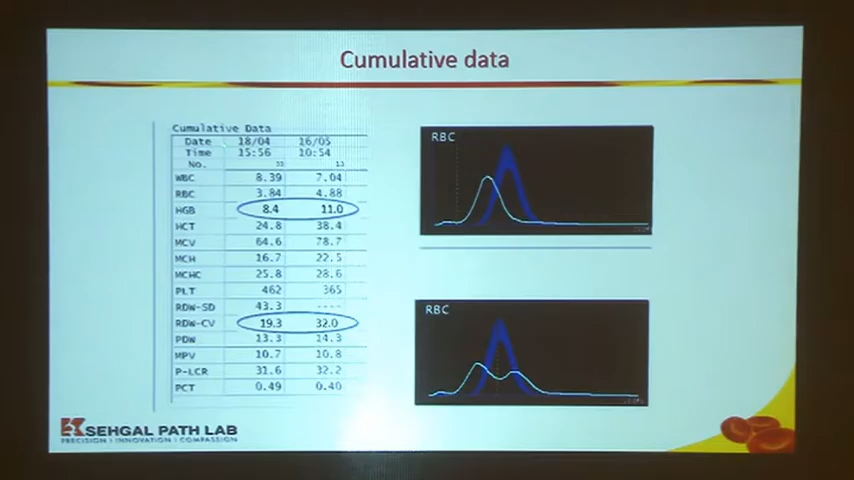 Cumulative data
Cumulative Data
Date 18/04 16/05
Time 15:56 10:54
No. 33 13
WBC 8.39 7.04
RBC 3.84 4.88
HGB 8.4 11.0
HCT 24.8 38.4
MCV 64.6 78.7
MCH 16.7 22.5
MCHC 25.8 28.6
PLT 462 365
RDW-SD 43.3 ----
RDW-CV 19.3 32.0
PDW 13.3 14.3
MPV 10.7 10.8
P-LCR 31.6 32.2
PCT 0.49 0.40
RBC
RBC
SEHGAL PATH LAB
PRECISION | INNOVATION | COMPASSION